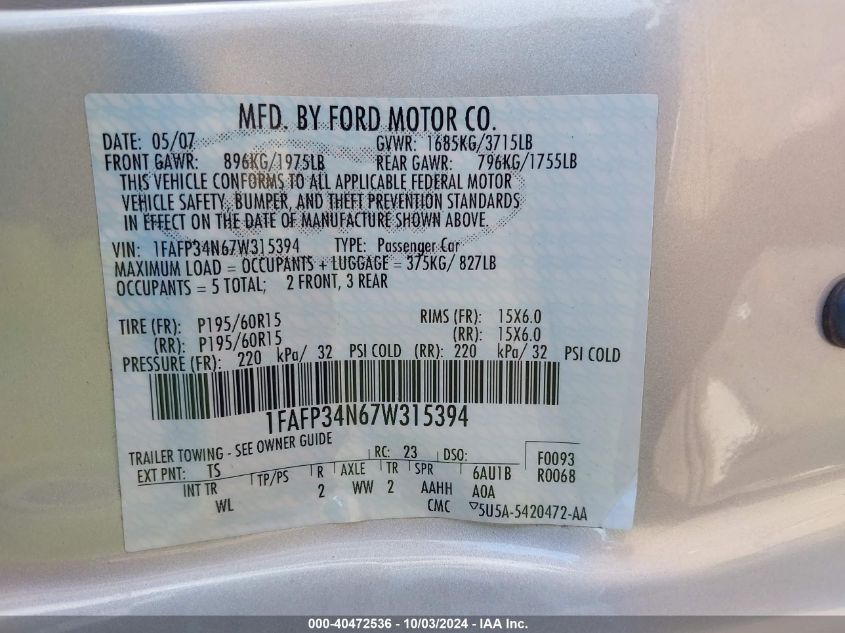 MFD. BY FORD MOTOR CO.
DATE: 05/07 GVWR: 1685KG/3715LB
FRONT GAWR: 896KG/1975LB REAR GAWR: 796KG/1755LB
THIS VEHICLE CONFORMS TO ALL APPLICABLE FEDERAL MOTOR
VEHICLE SAFETY, BUMPER, AND THEFT PREVENTION STANDARDS
IN EFFECT ON THE DATE OF MANUFACTURE SHOWN ABOVE.
VIN: 1FAFP34N67W315394 TYPE: Passenger Car
MAXIMUM LOAD = OCCUPANTS + LUGGAGE = 375KG/ 827LB
OCCUPANTS = 5 TOTAL; 2 FRONT, 3 REAR
TIRE (FR): P195/60R15 RIMS (FR): 15X6.0
(RR): P195/60R15 (RR): 15X6.0
PRESSURE (FR): 220 kPa/ 32 PSI COLD (RR): 220 kPa/ 32 PSI COLD
1FAFP34N67W315394
TRAILER TOWING - SEE OWNER GUIDE RC: 23 DSO: F0093
EXT PNT: TS 6AU1B R0068
INT TR TP/PS R AXLE TR SPR A0A
WL 2 WW 2 AAHH
CMC ▽5U5A-5420472-AA
000-40472536 - 10/03/2024 - IAA Inc.